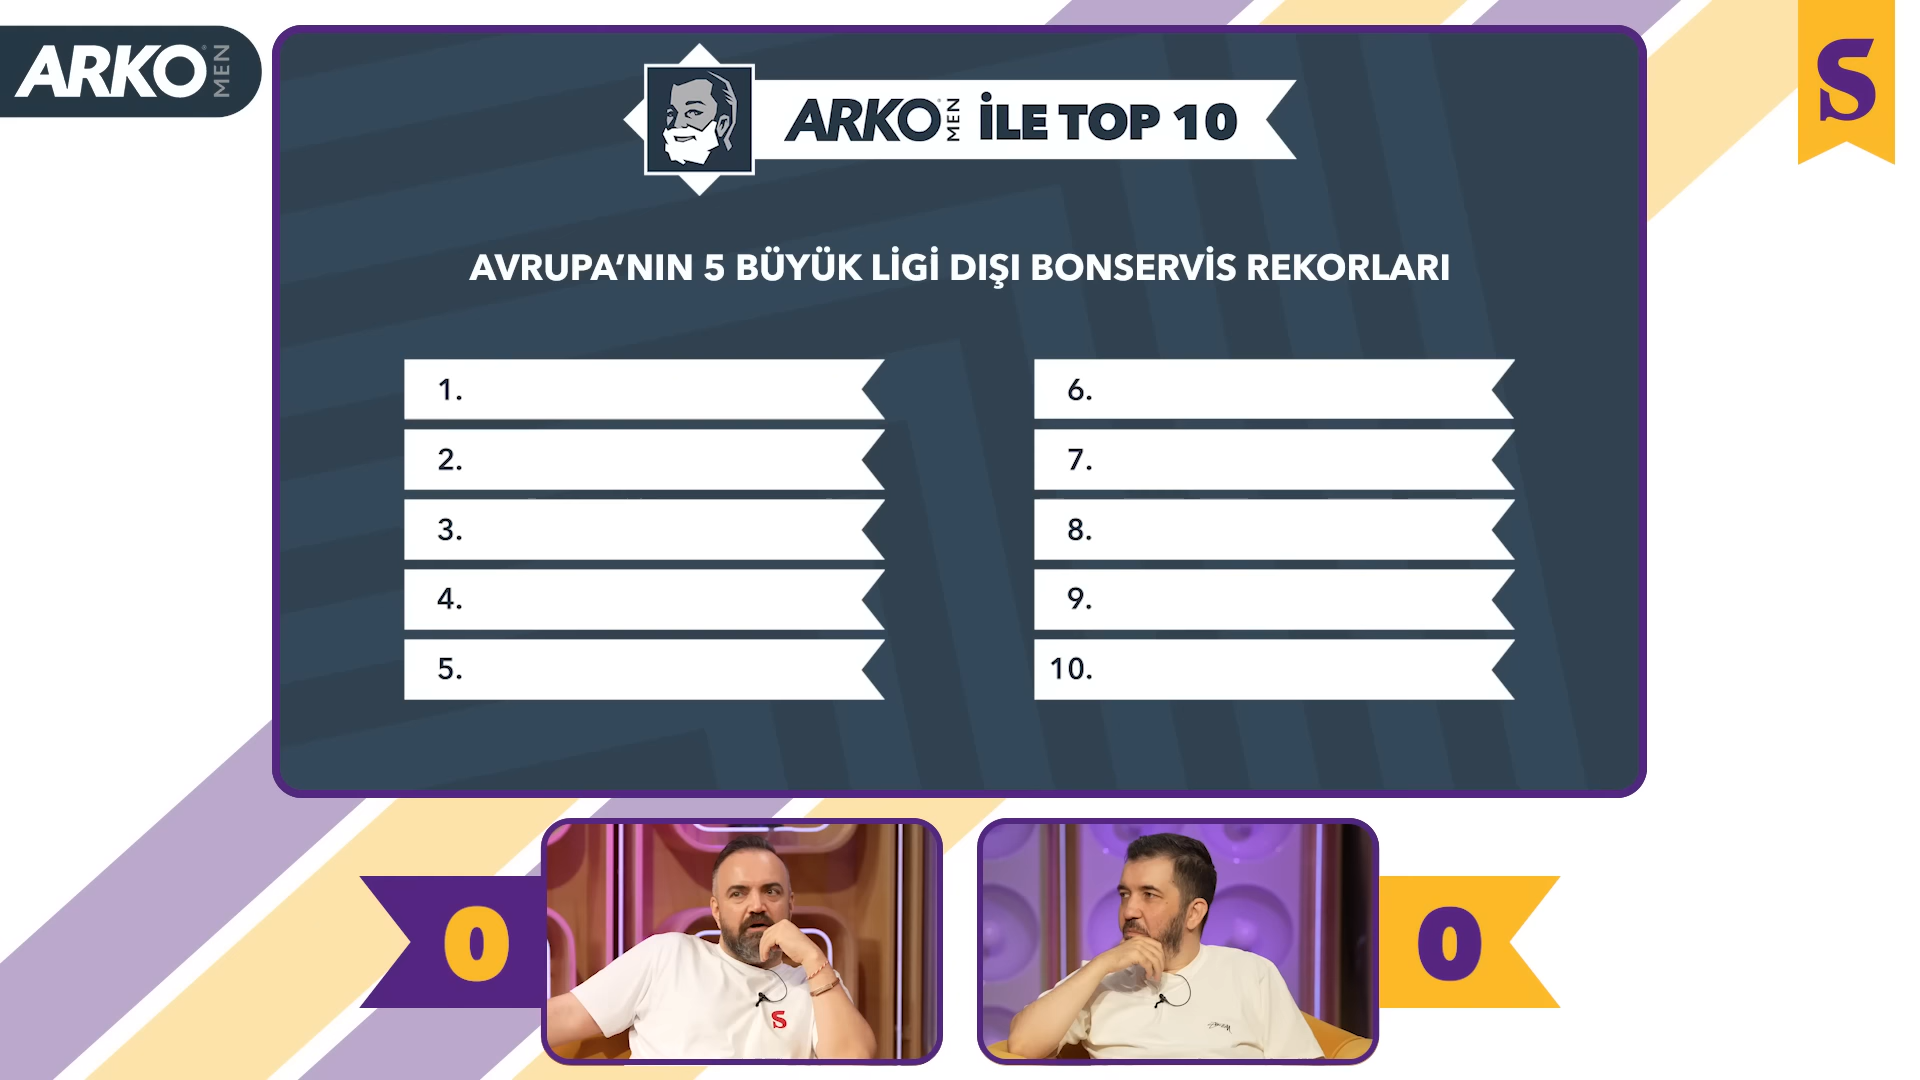 ARKO MEN
S
ARKO MEN İLE TOP 10
AVRUPA’NIN 5 BÜYÜK LİGİ DIŞI BONSERVİS REKORLARI
1.
2.
3.
4.
5.
6.
7.
8.
9.
10.
0
S
0